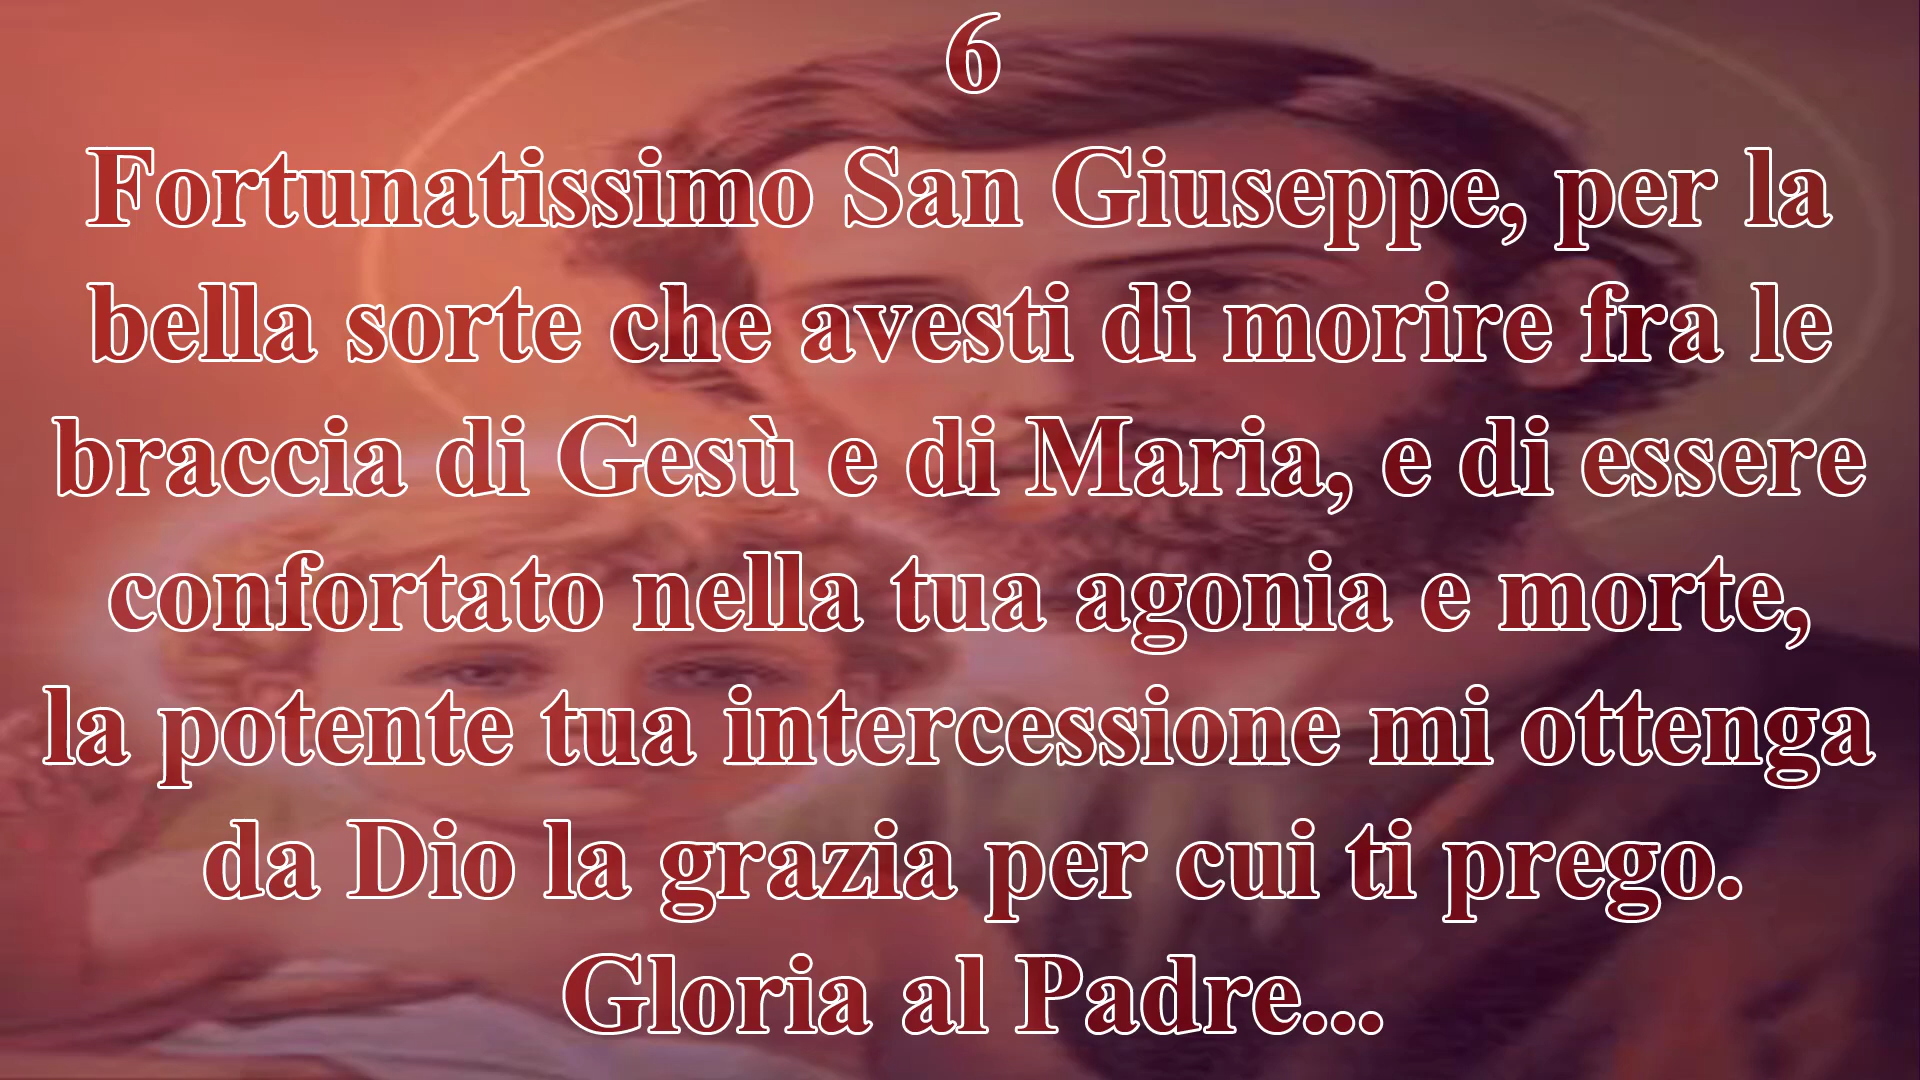 6
Fortunatissimo San Giuseppe, per la
bella sorte che avesti di morire fra le
braccia di Gesù e di Maria, e di essere
confortato nella tua agonia e morte,
la potente tua intercessione mi ottenga
da Dio la grazia per cui ti prego.
Gloria al Padre...